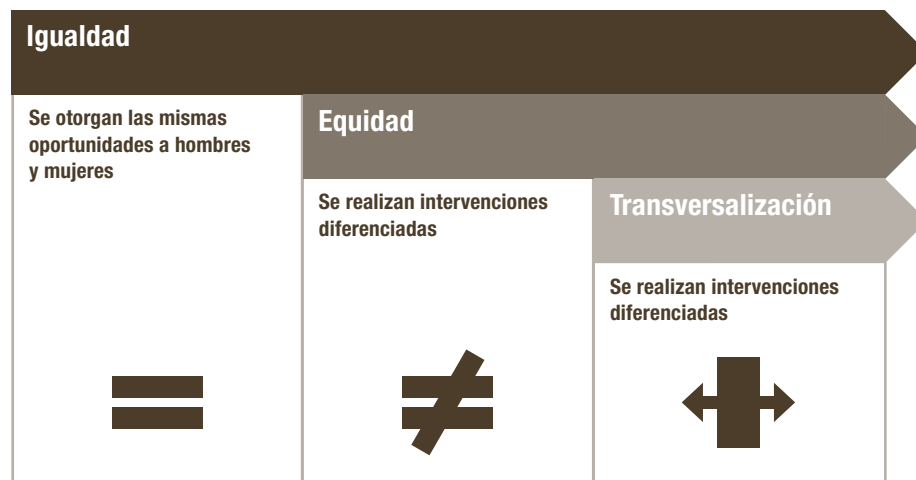 Igualdad
Se otorgan las mismas
oportunidades a hombres
y mujeres
Equidad
Se realizan intervenciones
diferenciadas
Transversalización
Se realizan intervenciones
diferenciadas